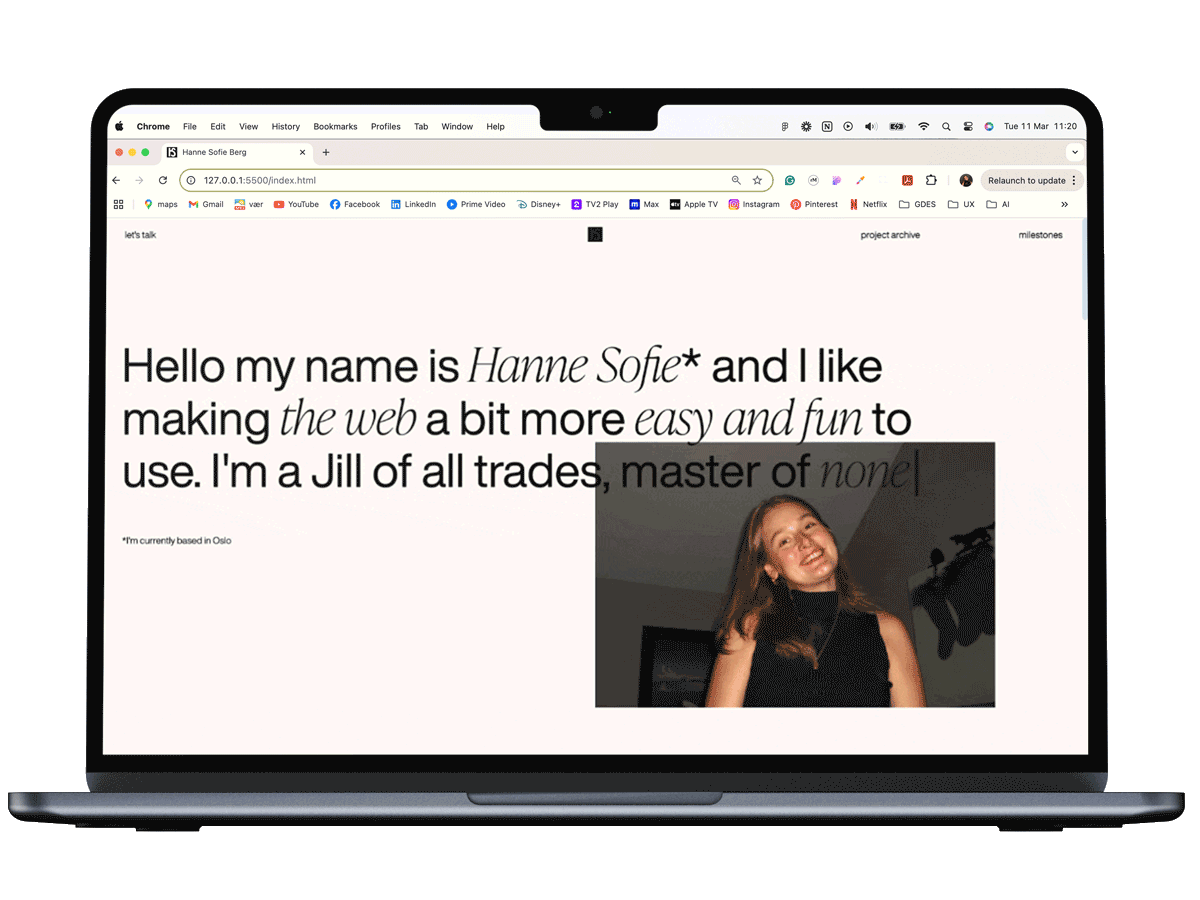 Chrome File Edit View History Bookmarks Profiles Tab Window Help Tue 11 Mar 11:20
Hanne Sofie Berg
127.0.0.1:5500/index.html Relaunch to update
maps Gmail vær YouTube Facebook LinkedIn Prime Video Disney+ TV2 Play Max Apple TV Instagram Pinterest Netflix GDES UX AI
let's talk project archive milestones
Hello my name is Hanne Sofie* and I like
making the web a bit more easy and fun to
use. I'm a Jill of all trades, master of none
*I'm currently based in Oslo